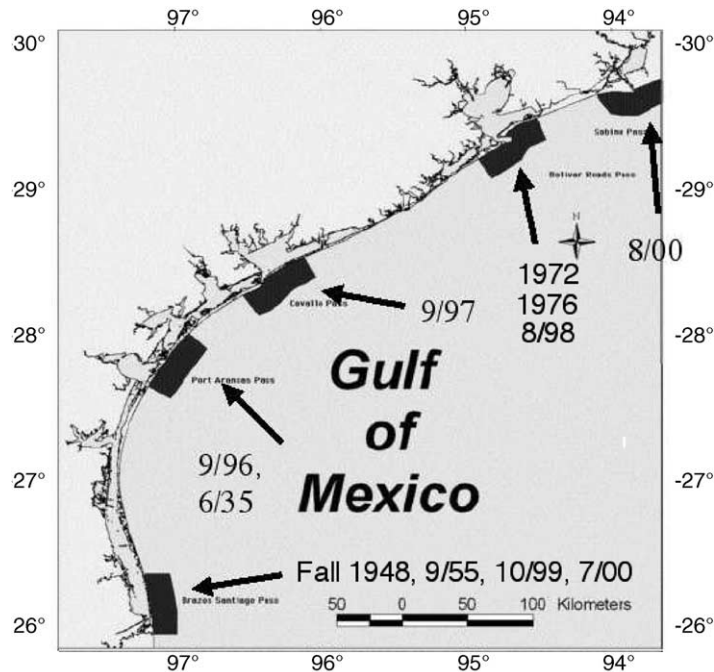 97° 96° 95° 94°
30° -30°
Sabine Pass
Bolivar Roads Pass
29° -29°
N
8/00
1972
1976
8/98
Cavallo Pass
9/97
28° -28°
Gulf
of
Mexico
Port Aransas Pass
9/96,
6/35
27° -27°
-26°
Fall 1948, 9/55, 10/99, 7/00
Brazos Santiago Pass
26°
50 0 50 100 Kilometers
97° 96° 95° 94°